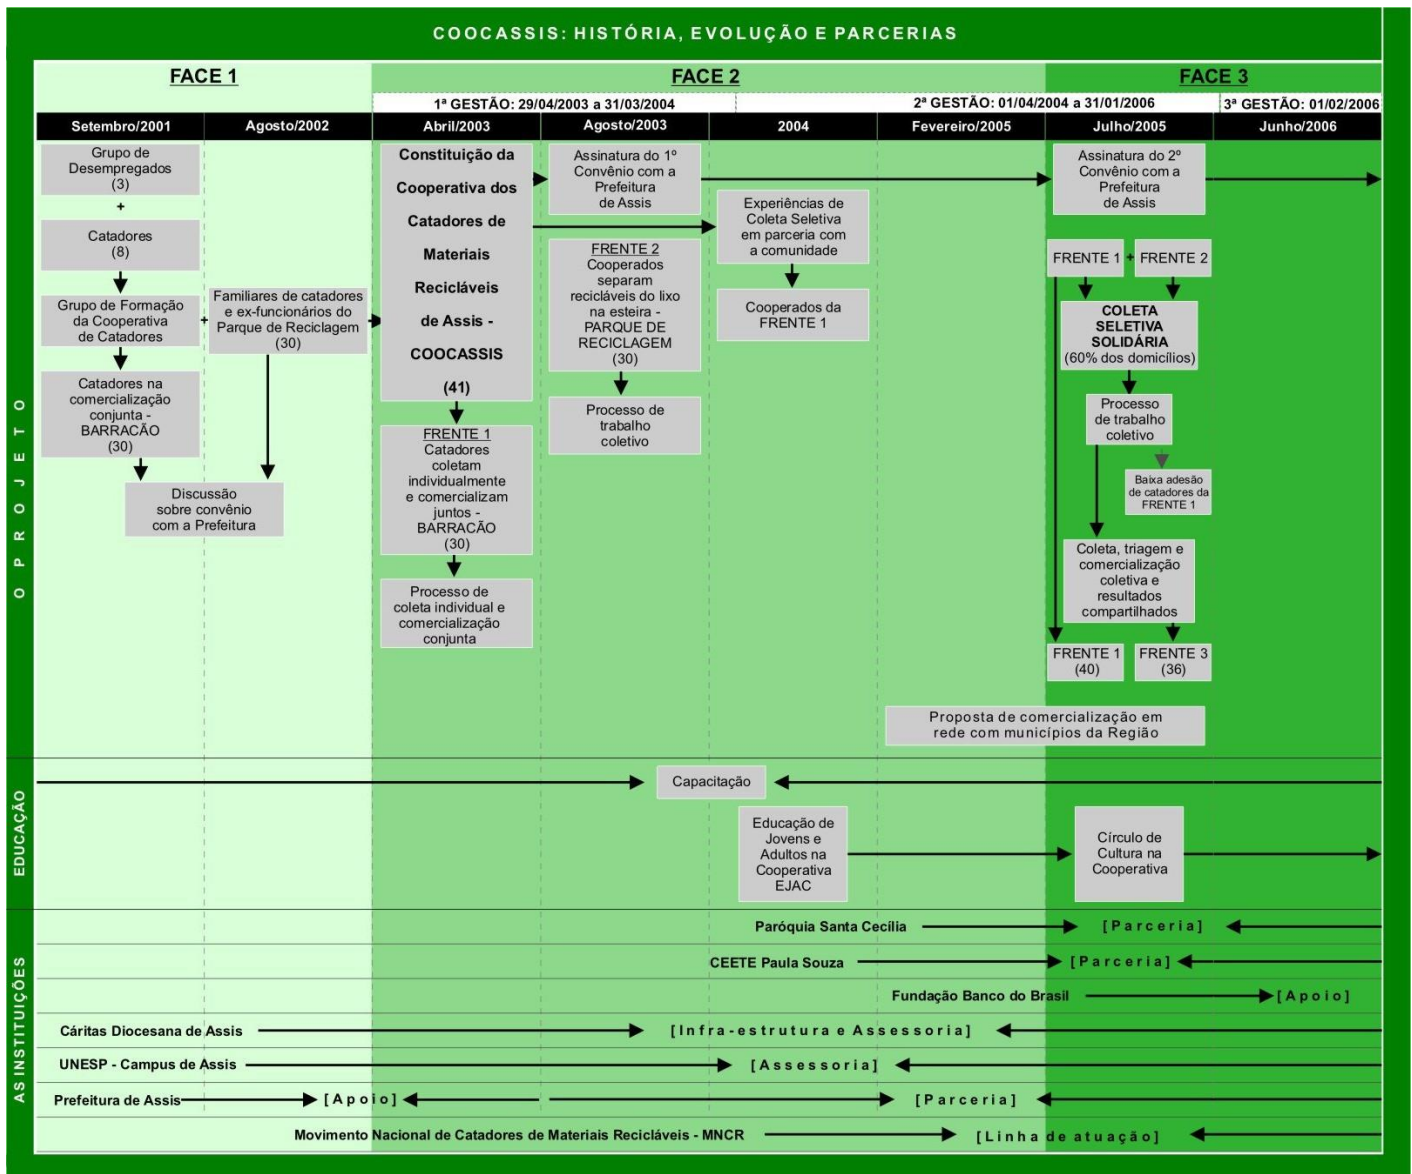 COOCASSIS: HISTÓRIA, EVOLUÇÃO E PARCERIAS
FACE 1
FACE 2
FACE 3
1ª GESTÃO: 29/04/2003 a 31/03/2004
2ª GESTÃO: 01/04/2004 a 31/01/2006
3ª GESTÃO: 01/02/2006
Setembro/2001
Agosto/2002
Abril/2003
Agosto/2003
2004
Fevereiro/2005
Julho/2005
Junho/2006
O PROJETO
Grupo de
Desempregados
(3)
+
Catadores
(8)
Grupo de Formação
da Cooperativa
de Catadores
+
Catadores na
comercialização
conjunta -
BARRACÃO
(30)
Familiares de catadores
e ex-funcionários do
Parque de Reciclagem
(30)
Discussão
sobre convênio
com a Prefeitura
Constituição da
Cooperativa dos
Catadores de
Materiais
Recicláveis
de Assis -
COOCASSIS
(41)
FRENTE 1
Catadores
coletam
individualmente
e comercializam
juntos -
BARRACÃO
(30)
Processo de
coleta individual e
comercialização
conjunta
Assinatura do 1º
Convênio com a
Prefeitura
de Assis
FRENTE 2
Cooperados
separam
recicláveis do lixo
na esteira -
PARQUE DE
RECICLAGEM
(30)
Processo de
trabalho
coletivo
Experiências de
Coleta Seletiva
em parceria com
a comunidade
Cooperados da
FRENTE 1
Assinatura do 2º
Convênio com a
Prefeitura
de Assis
FRENTE 1 + FRENTE 2
COLETA
SELETIVA
SOLIDÁRIA
(60% dos domicílios)
Processo
de trabalho
coletivo
Baixa adesão
de catadores da
FRENTE 1
Coleta, triagem e
comercialização
coletiva e
resultados
compartilhados
FRENTE 1
(40)
FRENTE 3
(36)
Proposta de comercialização em
rede com municípios da Região
EDUCAÇÃO
Capacitação
Educação de
Jovens e
Adultos na
Cooperativa
EJAC
Círculo de
Cultura na
Cooperativa
AS INSTITUIÇÕES
Paróquia Santa Cecília [Parceria]
CEETE Paula Souza [Parceria]
Fundação Banco do Brasil [Apoio]
Cáritas Diocesana de Assis [Infra-estrutura e Assessoria]
UNESP - Campus de Assis [Assessoria]
Prefeitura de Assis [Apoio] [Parceria]
Movimento Nacional de Catadores de Materiais Recicláveis - MNCR [Linha de atuação]